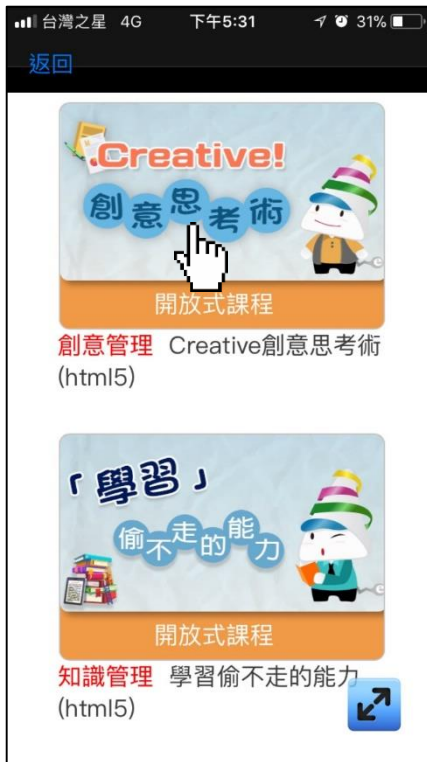 台灣之星 4G 下午5:31 31%
返回
Creative!
創意思考術
開放式課程
創意管理 Creative創意思考術
(html5)
「學習」
偷不走的能力
開放式課程
知識管理 學習偷不走的能力
(html5)